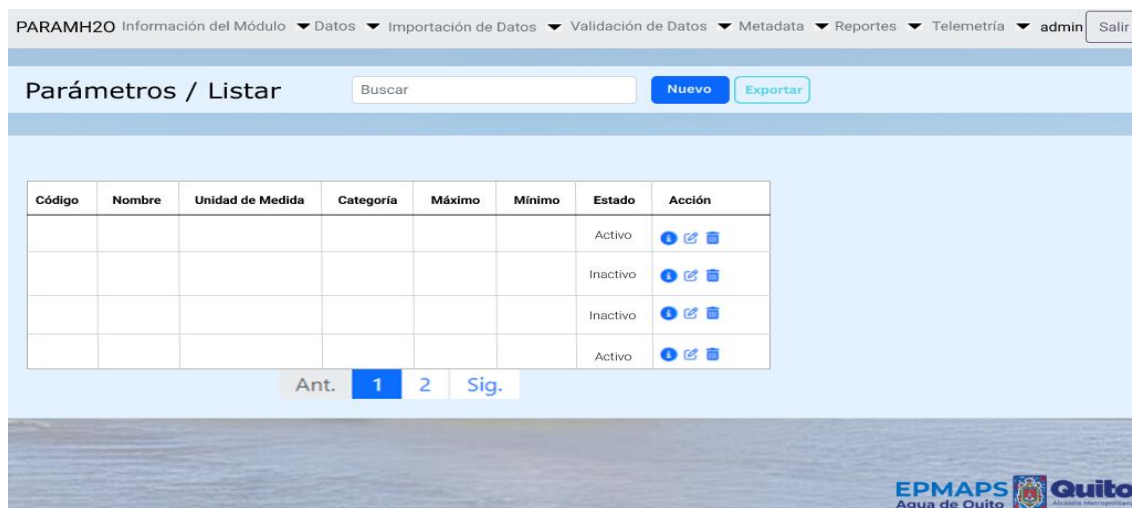 PARAMH2O Información del Módulo Datos Importación de Datos Validación de Datos Metadata Reportes Telemetría admin Salir
Parámetros / Listar Buscar Nuevo Exportar
Código Nombre Unidad de Medida Categoría Máximo Mínimo Estado Acción
Activo
Inactivo
Inactivo
Activo
Ant. 1 2 Sig.
EPMAPS Quito
Agua de Quito Alcaldía Metropolitana